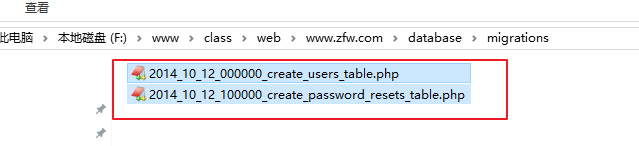 查看
此电脑 › 本地磁盘 (F:) › www › class › web › www.zfw.com › database › migrations
2014_10_12_000000_create_users_table.php
2014_10_12_100000_create_password_resets_table.php